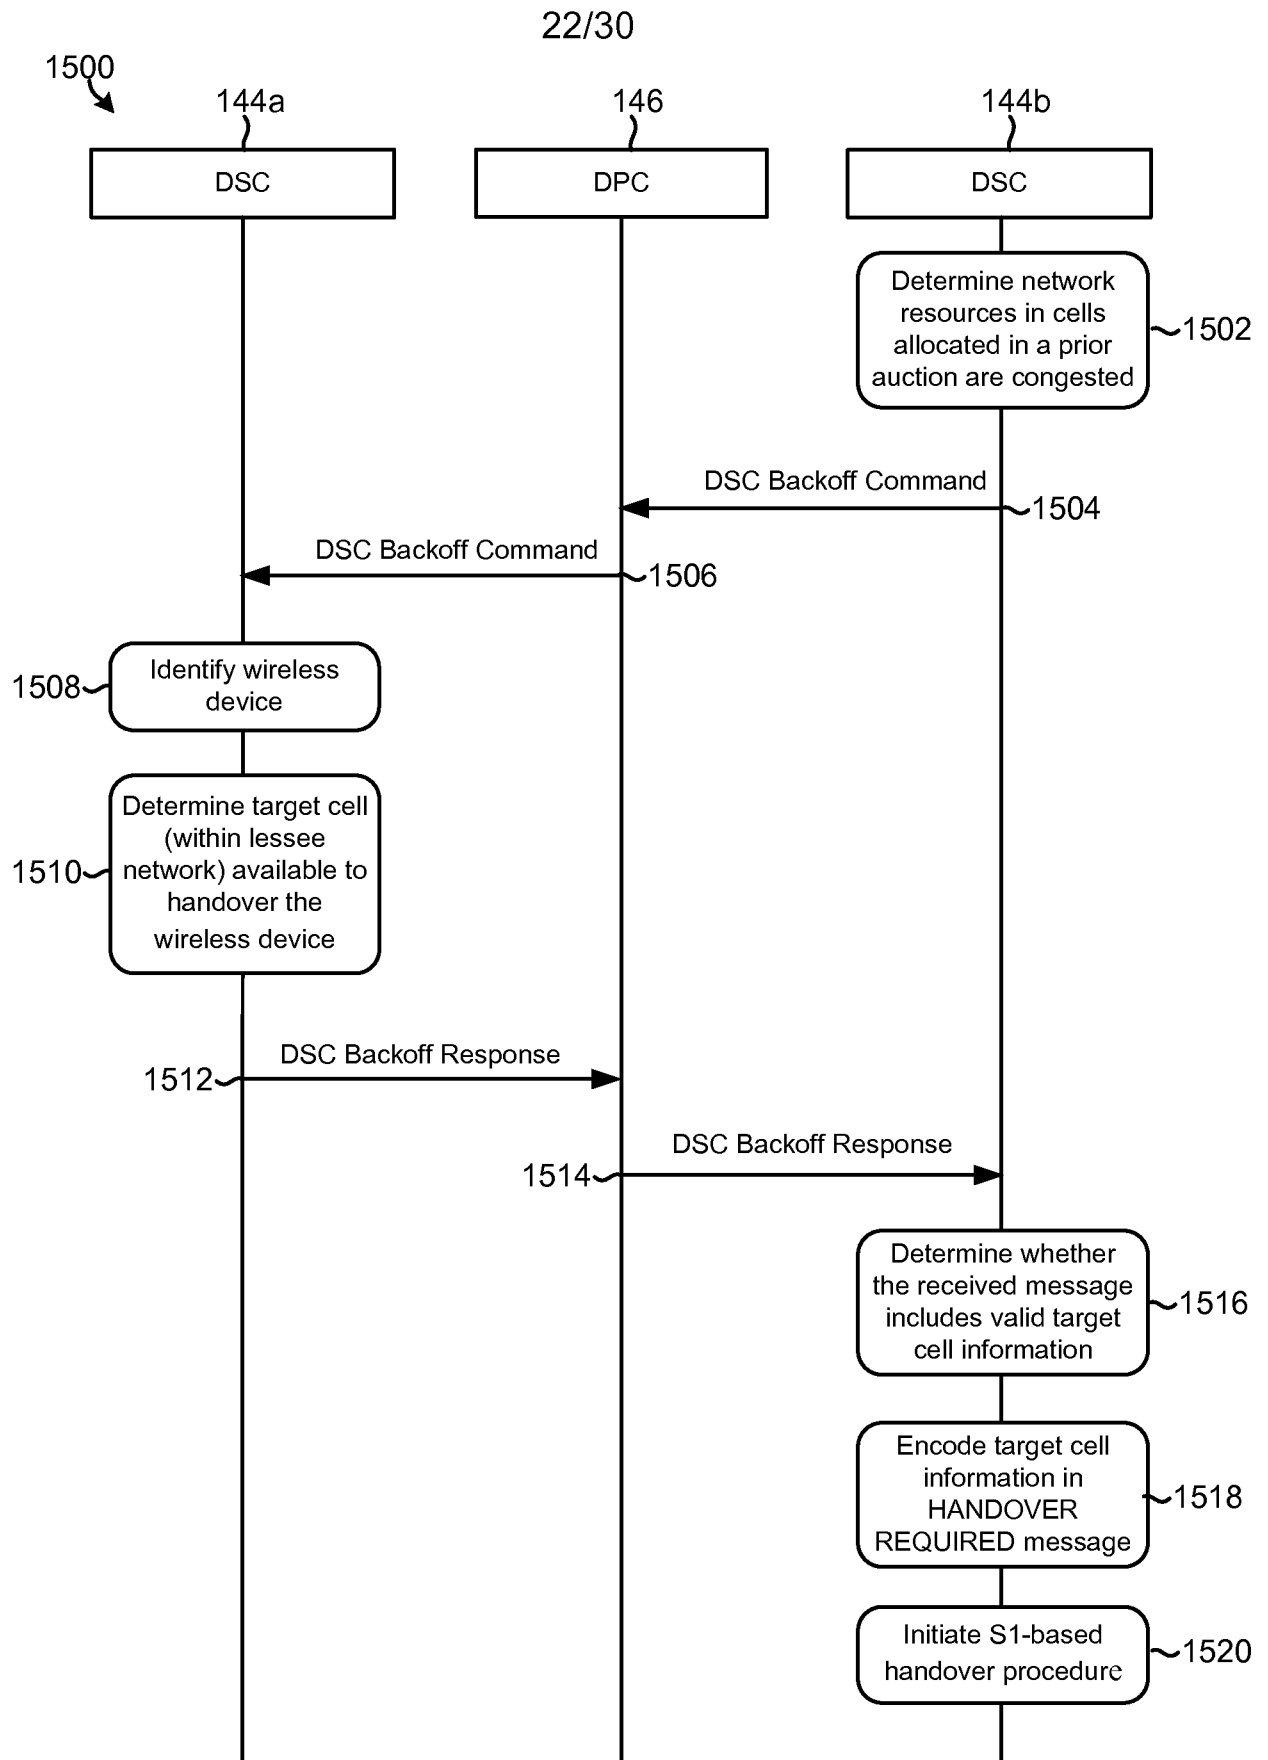 22/30
1500
144a
146
144b
DSC
DPC
DSC
Determine network
resources in cells
allocated in a prior
auction are congested
1502
DSC Backoff Command
1504
DSC Backoff Command
1506
Identify wireless
device
1508
Determine target cell
(within lessee
network) available to
handover the
wireless device
1510
DSC Backoff Response
1512
DSC Backoff Response
1514
Determine whether
the received message
includes valid target
cell information
1516
Encode target cell
information in
HANDOVER
REQUIRED message
1518
Initiate S1-based
handover procedure
1520